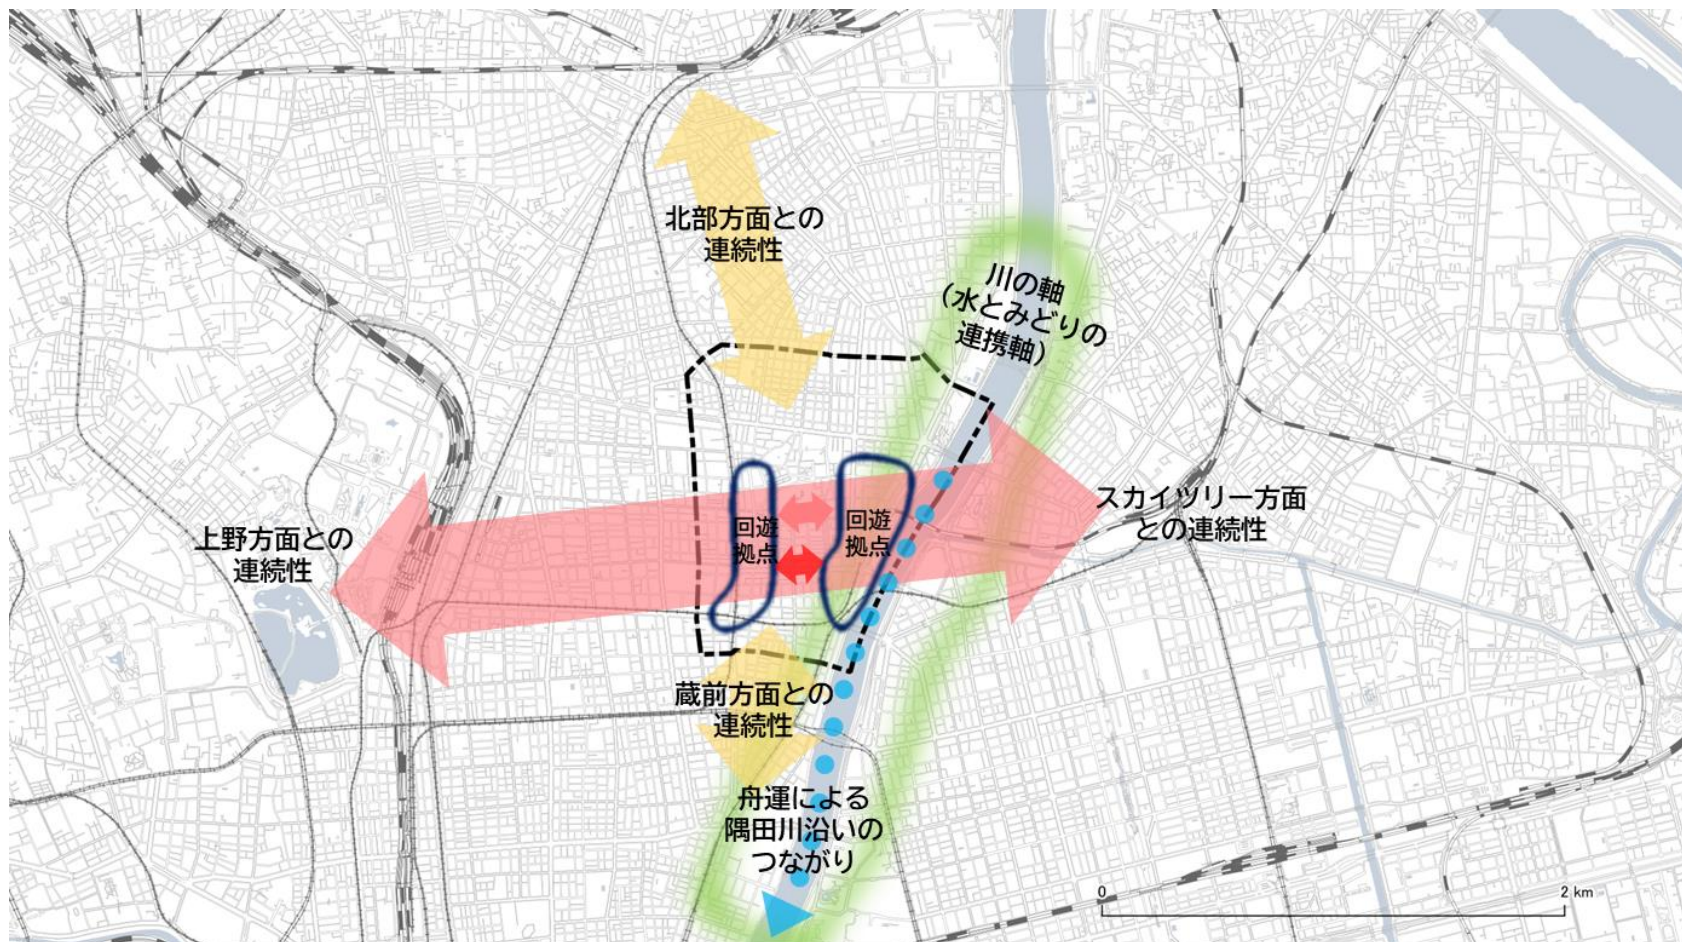 北部方面との
連続性
川の軸
（水とみどりの
連携軸）
上野方面との
連続性
回遊
拠点
回遊
拠点
スカイツリー方面
との連続性
蔵前方面との
連続性
舟運による
隅田川沿いの
つながり
0
2 km